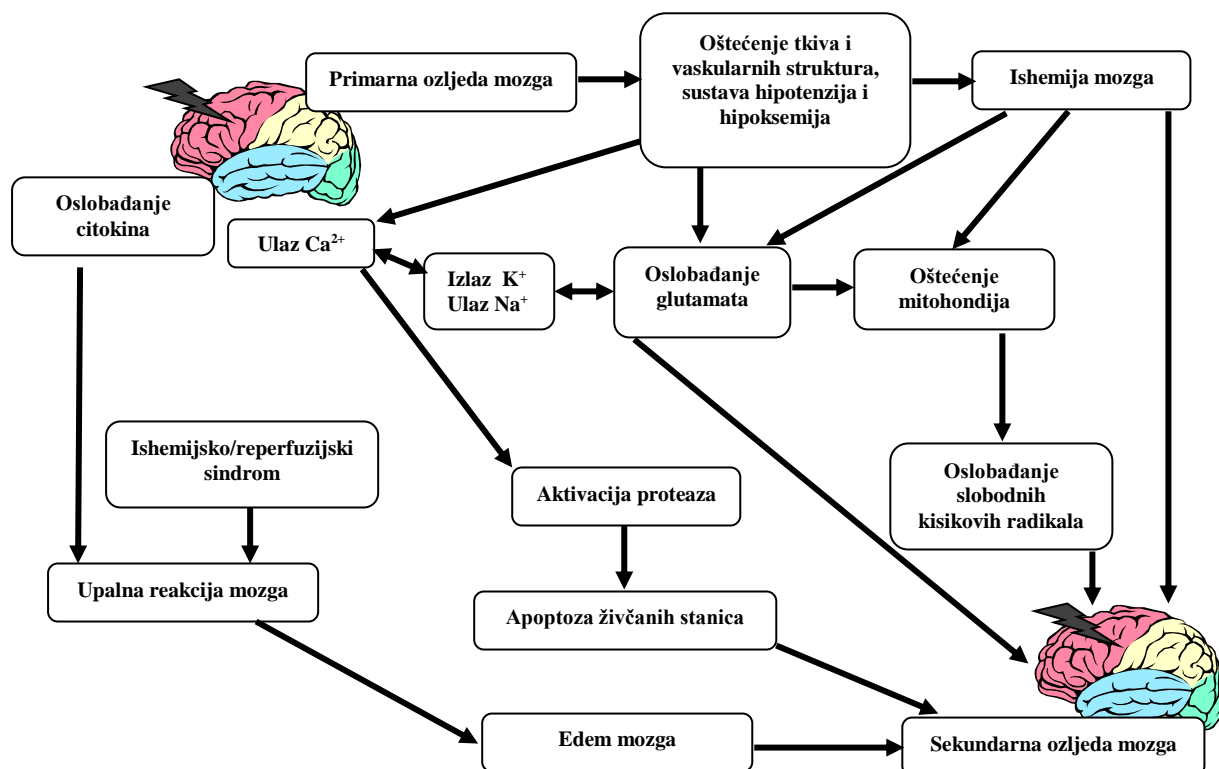 Primarna ozljeda mozga
Oštećenje tkiva i
vaskularnih struktura,
sustava hipotenzija i
hipoksemija
Ishemija mozga
Oslobađanje
citokina
Ulaz Ca²⁺
Izlaz K⁺
Ulaz Na⁺
Oslobađanje
glutamata
Oštećenje
mitohondija
Ishemijsko/reperfuzijski
sindrom
Aktivacija proteaza
Oslobađanje
slobodnih
kisikovih radikala
Upalna reakcija mozga
Apoptoza živčanih stanica
Edem mozga
Sekundarna ozljeda mozga